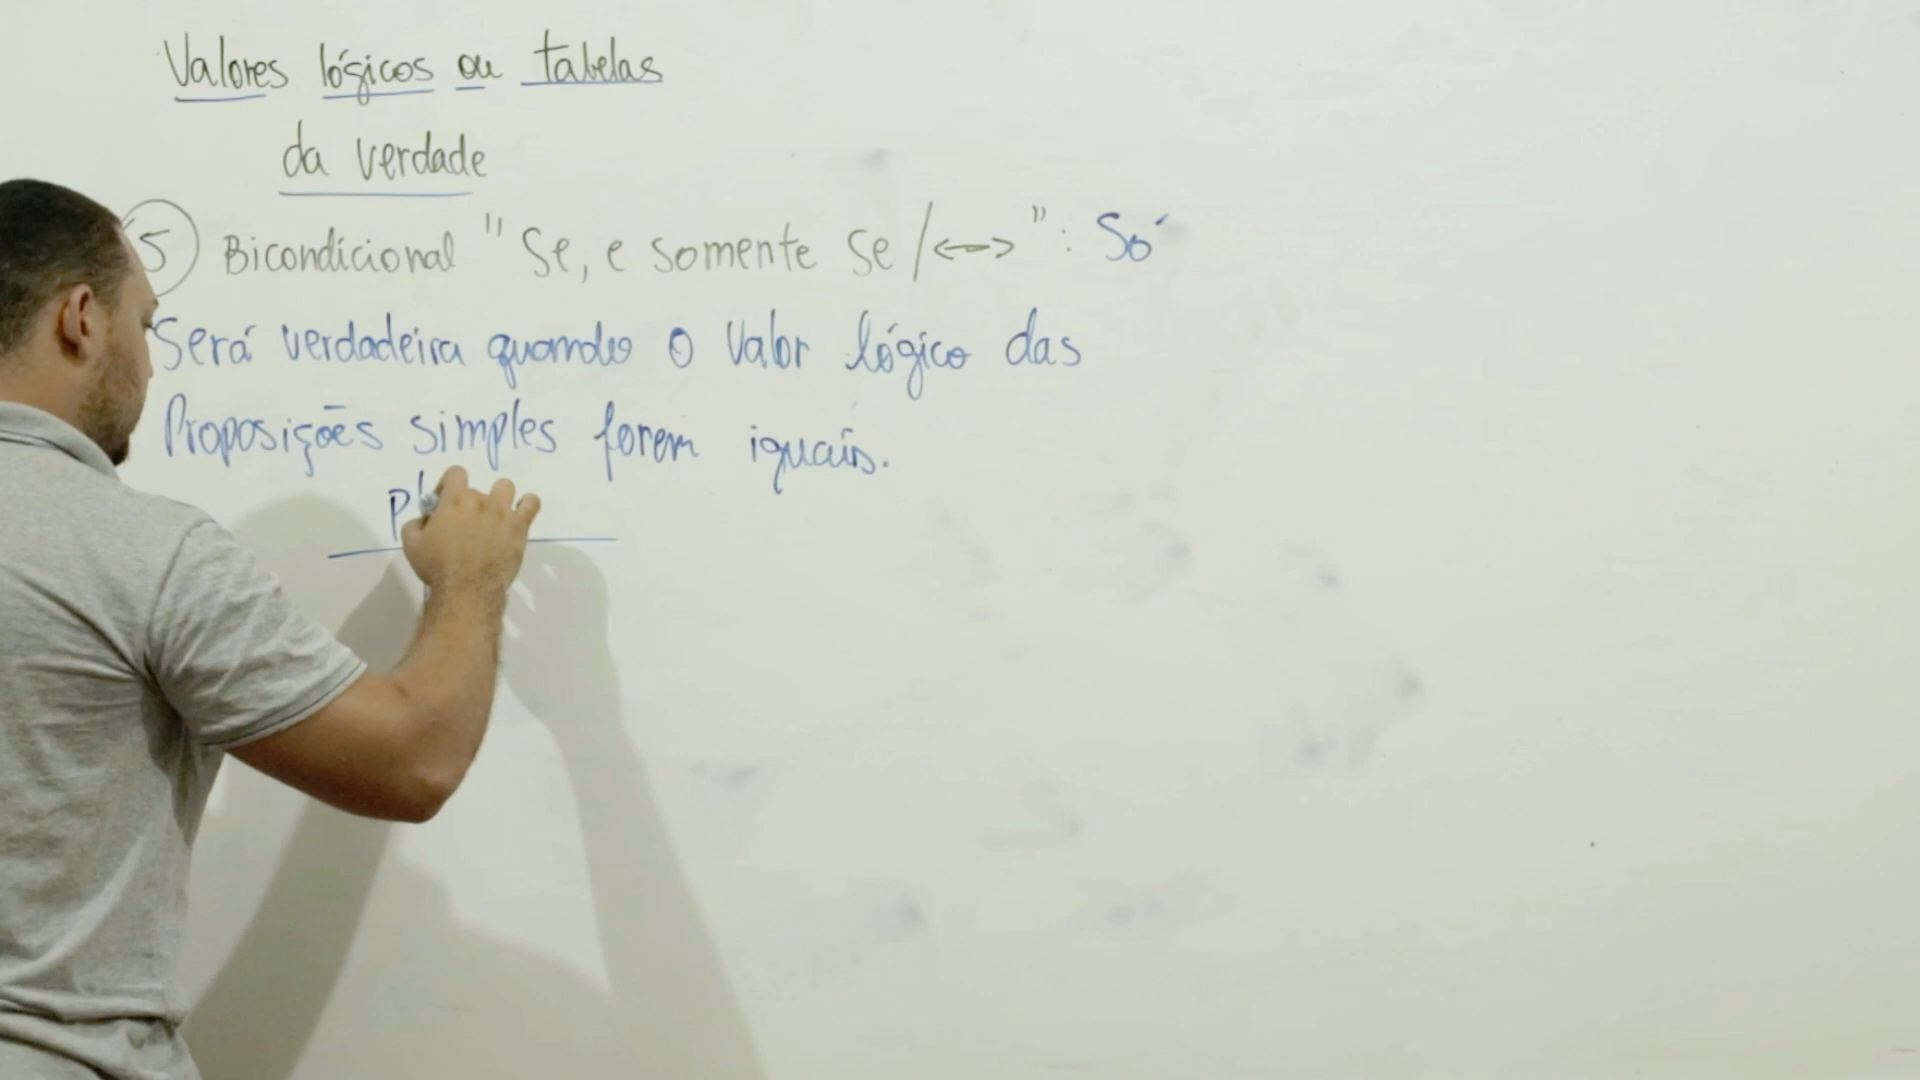 Valores lógicos ou tabelas
da verdade
5 Bicondicional "Se, e somente se /<->": Só
Será verdadeira quando o valor lógico das
Proposições simples forem iguais.
P